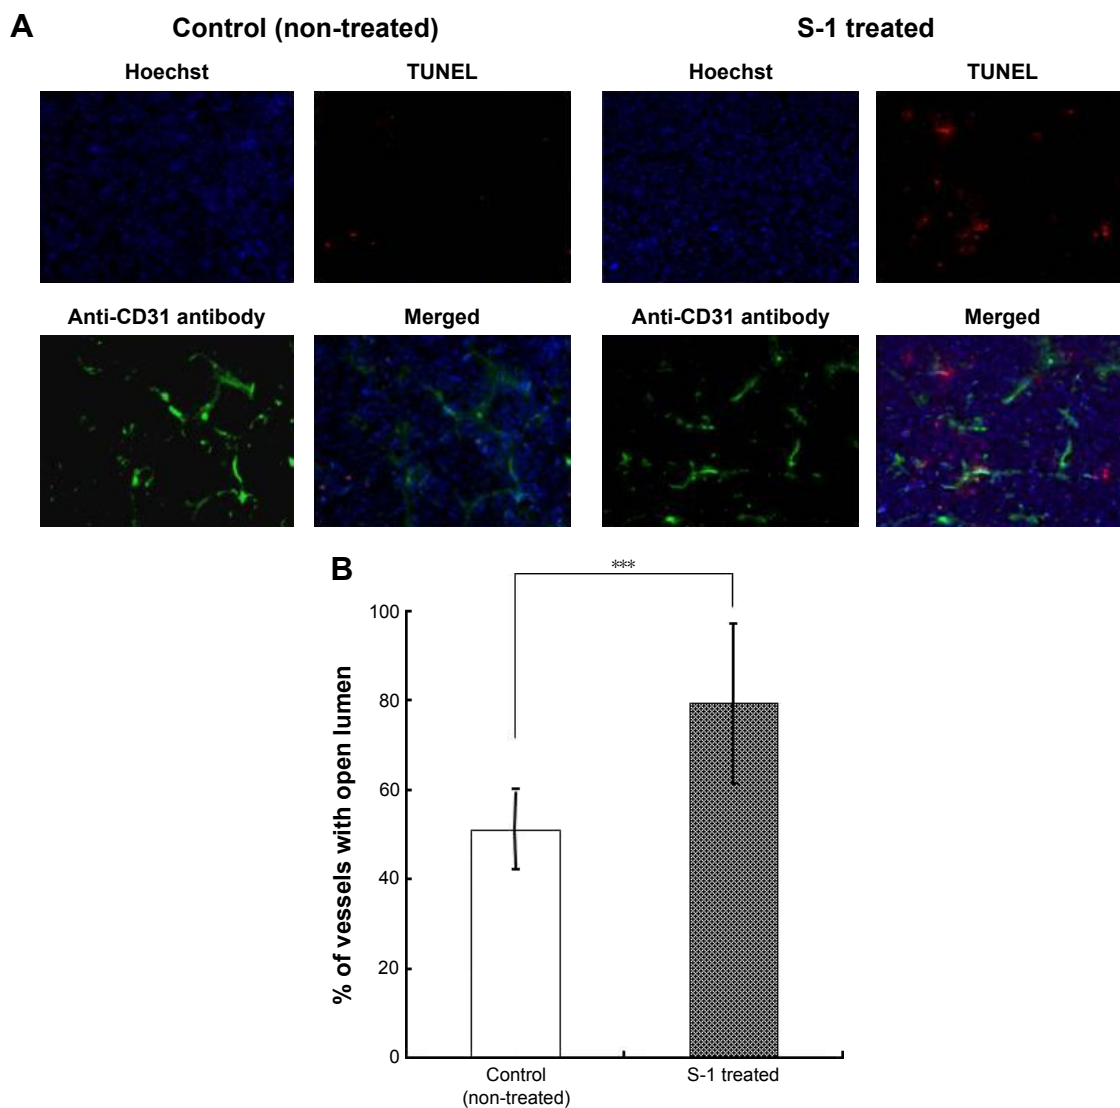 A
Control (non-treated)
S-1 treated
Hoechst
TUNEL
Hoechst
TUNEL
Anti-CD31 antibody
Merged
Anti-CD31 antibody
Merged
B
***
% of vessels with open lumen
100
80
60
40
20
0
Control
(non-treated)
S-1 treated